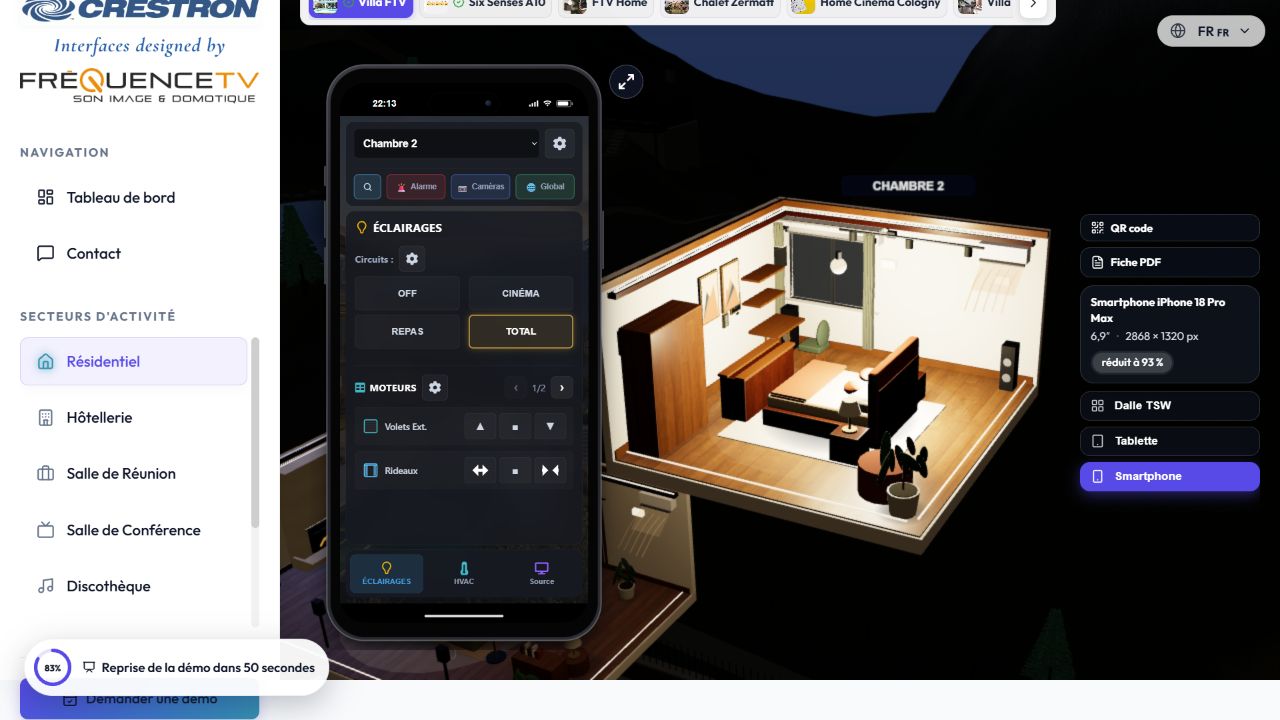 CRESTRON
Interfaces designed by
FRÉQUENCETV
SON IMAGE & DOMOTIQUE
NAVIGATION
Tableau de bord
Contact
SECTEURS D'ACTIVITÉ
Résidentiel
Hôtellerie
Salle de Réunion
Salle de Conférence
Discothèque
83%
Reprise de la démo dans 50 secondes
Demander une démo
Villa FTV
Six Senses A10
FTV Home
Chalet Zermatt
Home Cinéma Cologny
Villa
FR FR
22:13
Chambre 2
Alarme
Caméras
Global
ÉCLAIRAGES
Circuits :
OFF
CINÉMA
REPAS
TOTAL
MOTEURS
1/2
Volets Ext.
Rideaux
ÉCLAIRAGES
HVAC
Source
CHAMBRE 2
QR code
Fiche PDF
Smartphone iPhone 18 Pro
Max
6,9" · 2868 × 1320 px
réduit à 93 %
Dalle TSW
Tablette
Smartphone